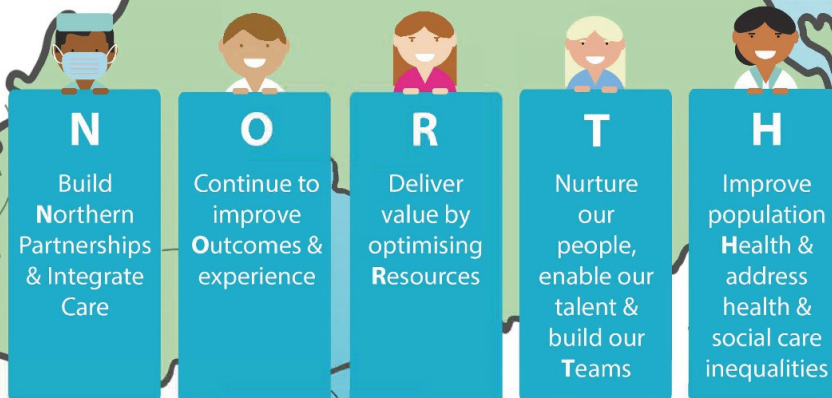 N
Build
Northern
Partnerships
& Integrate
Care
O
Continue to
improve
Outcomes &
experience
R
Deliver
value by
optimising
Resources
T
Nurture
our
people,
enable our
talent &
build our
Teams
H
Improve
population
Health &
address
health &
social care
inequalities